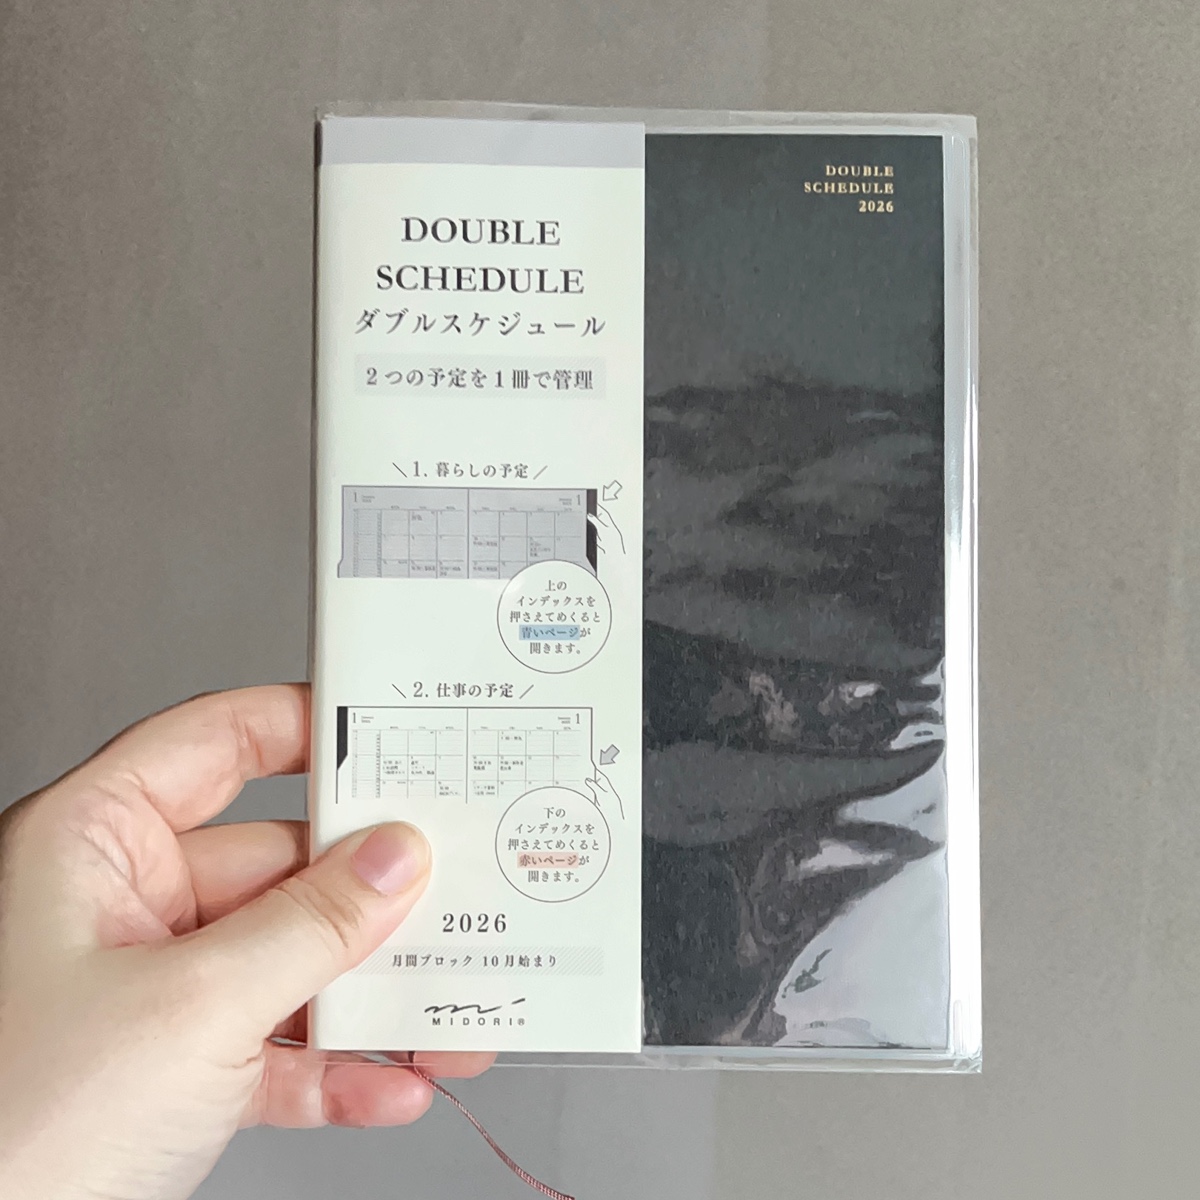 DOUBLE
SCHEDULE
ダブルスケジュール
2つの予定を1冊で管理
1. 暮らしの予定
1
1
上の
インデックスを
押さえてめくると
青いページが
開きます。
2. 仕事の予定
1
1
下の
インデックスを
押さえてめくると
赤いページが
開きます。
2026
月間ブロック 10月始まり
MIDORI®
DOUBLE
SCHEDULE
2026